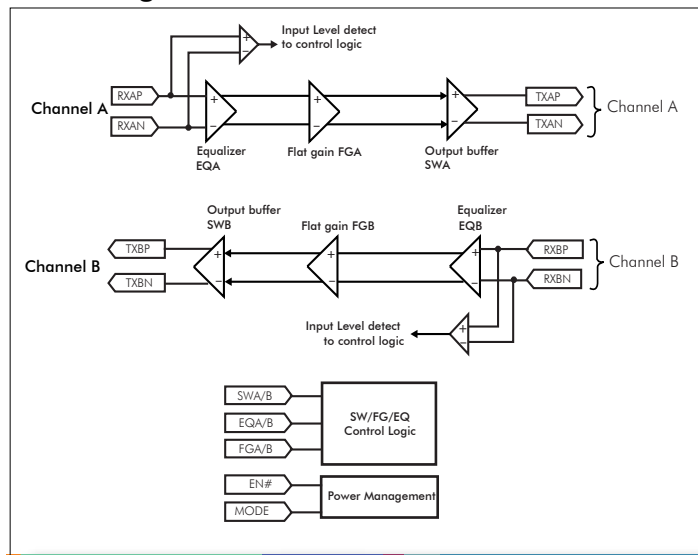 Input Level detect
to control logic
RXAP
RXAN
Channel A
+
−
+
−
Equalizer
EQA
+
−
Flat gain FGA
+
−
Output buffer
SWA
TXAP
TXAN
Channel A
Output buffer
SWB
Flat gain FGB
Equalizer
EQB
TXBP
TXBN
Channel B
+
−
+
−
+
−
RXBP
RXBN
Channel B
Input Level detect
to control logic
+
−
SWA/B
EQA/B
FGA/B
SW/FG/EQ
Control Logic
EN#
MODE
Power Management